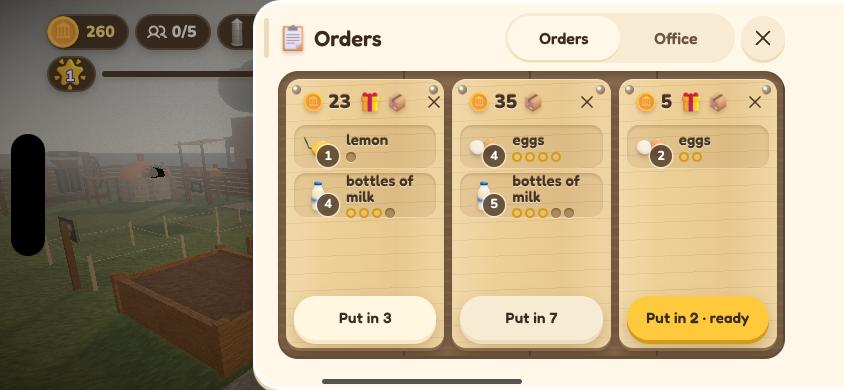 260
0/5
1
Orders
Orders
Office
23
lemon
1
bottles of
milk
4
Put in 3
35
eggs
4
bottles of
milk
5
Put in 7
5
eggs
2
Put in 2 · ready